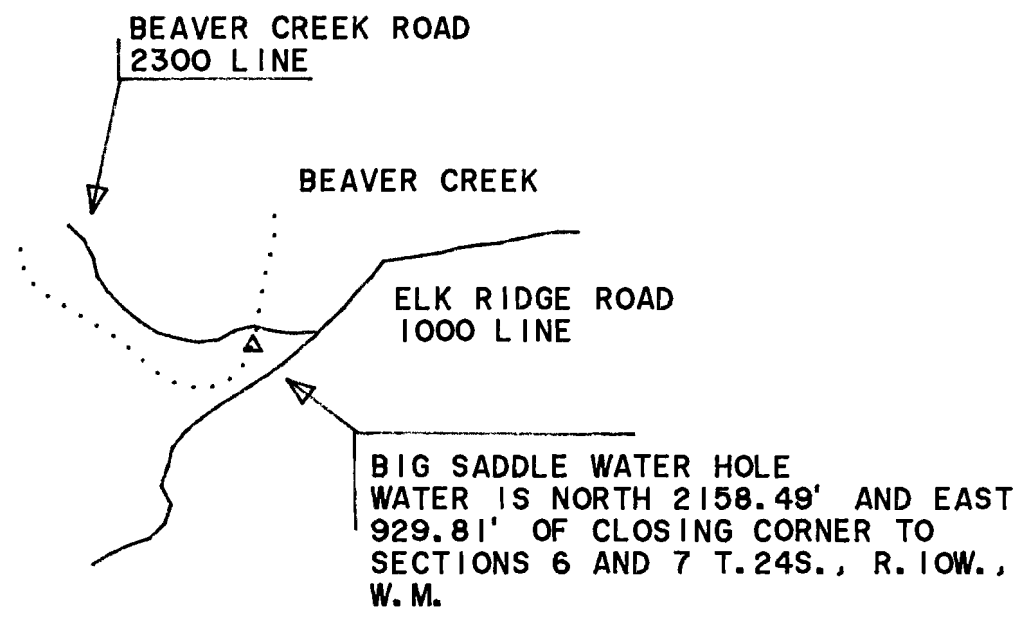 BEAVER CREEK ROAD
2300 LINE
BEAVER CREEK
ELK RIDGE ROAD
1000 LINE
BIG SADDLE WATER HOLE
WATER IS NORTH 2158.49' AND EAST
929.81' OF CLOSING CORNER TO
SECTIONS 6 AND 7 T.24S., R.10W.,
W.M.